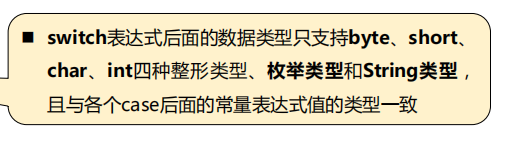 ■ switch表达式后面的数据类型只支持byte、short、
char、int四种整形类型、枚举类型和String类型，
且与各个case后面的常量表达式值的类型一致